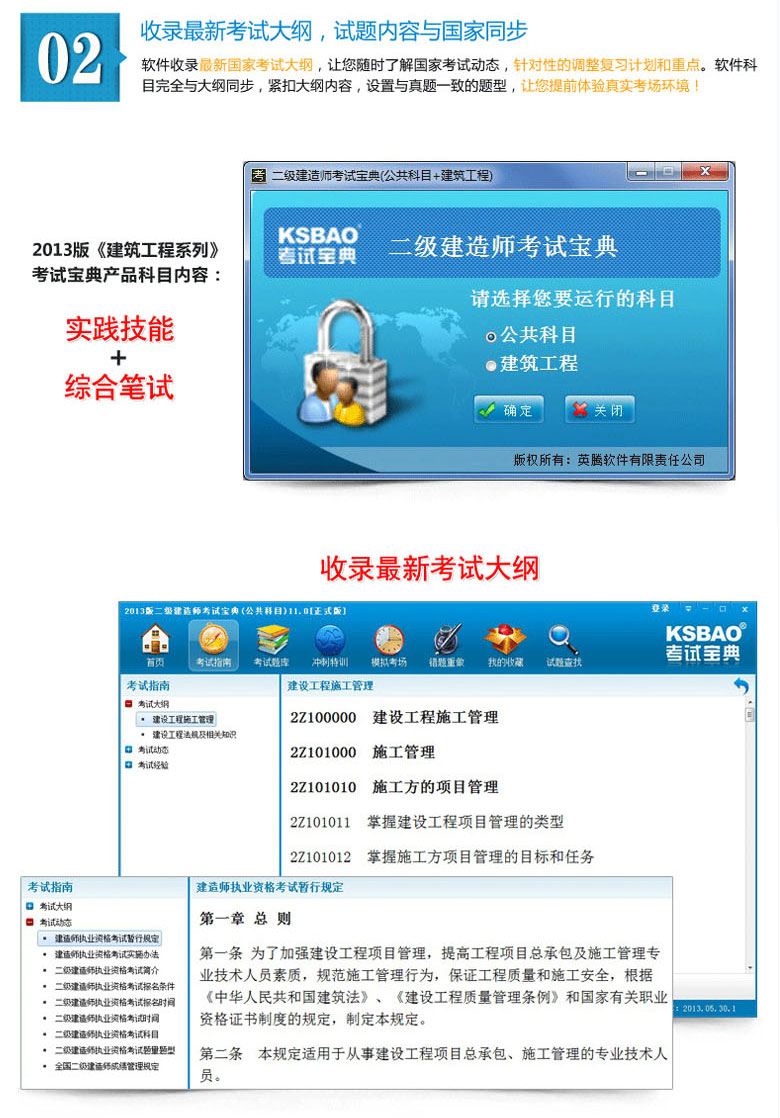 02
收录最新考试大纲，试题内容与国家同步
软件收录最新国家考试大纲，让您随时了解国家考试动态，针对性的调整复习计划和重点。软件科
目完全与大纲同步，紧扣大纲内容，设置与真题一致的题型，让您提前体验真实考场环境！
2013版《建筑工程系列》
考试宝典产品科目内容：
实践技能
+
综合笔试
考 二级建造师考试宝典(公共科目+建筑工程)
KSBAO®
考试宝典
二级建造师考试宝典
请选择您要运行的科目
公共科目
建筑工程
确定 关闭
版权所有：英腾软件有限责任公司
收录最新考试大纲
2013版二级建造师考试宝典(公共科目)11.0[正式版] 登录
首页 考试指南 考试题库 冲刺特训 模拟考场 错题重做 我的收藏 试题查找
KSBAO®
考试宝典
考试指南
考试大纲
建设工程施工管理
建设工程法规及相关知识
考试动态
考试经验
建设工程施工管理
2Z100000 建设工程施工管理
2Z101000 施工管理
2Z101010 施工方的项目管理
2Z101011 掌握建设工程项目管理的类型
2Z101012 掌握施工方项目管理的目标和任务
: 2013.05.30.1
考试指南
考试大纲
考试动态
建造师执业资格考试暂行规定
建造师执业资格考试实施办法
二级建造师执业资格考试简介
二级建造师执业资格考试报名条件
二级建造师执业资格考试报名时间
二级建造师执业资格考试时间
二级建造师执业资格考试科目
二级建造师执业资格考试题量题型
全国二级建造师成绩管理规定
建造师执业资格考试暂行规定
第一章 总 则
第一条 为了加强建设工程项目管理，提高工程项目总承包及施工管理专
业技术人员素质，规范施工管理行为，保证工程质量和施工安全，根据
《中华人民共和国建筑法》、《建设工程质量管理条例》和国家有关职业
资格证书制度的规定，制定本规定。
第二条 本规定适用于从事建设工程项目总承包、施工管理的专业技术人
员。